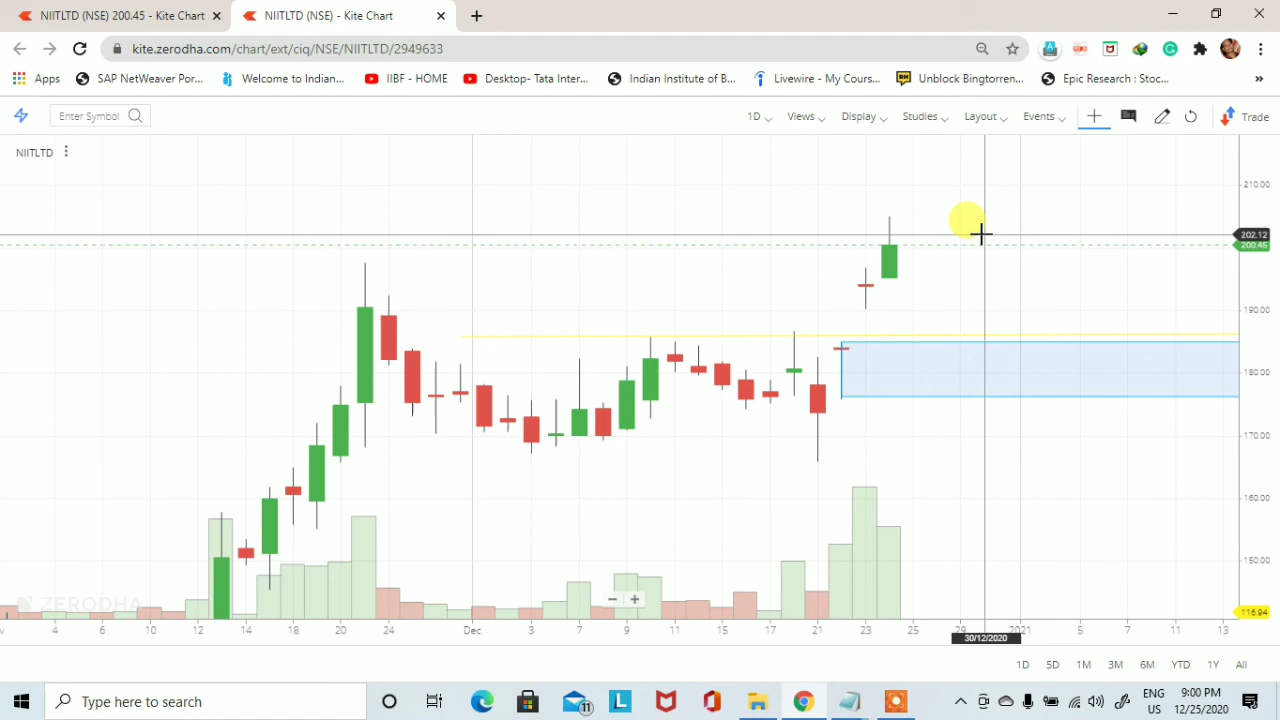 NIITLTD (NSE) 200.45 - Kite Chart
NIITLTD (NSE) - Kite Chart
kite.zerodha.com/chart/ext/ciq/NSE/NIITLTD/2949633
Apps SAP NetWeaver Por... Welcome to Indian... IIBF - HOME Desktop- Tata Inter... Indian Institute of B... Livewire - My Cours... Unblock Bingtorren... Epic Research : Stoc... »
Enter Symbol 1D Views Display Studies Layout Events Trade
NIITLTD
210.00
202.12
200.45
190.00
180.00
170.00
160.00
150.00
ZERODHA
116.94
4 6 10 12 14 18 20 24 Dec 3 7 9 11 15 17 21 23 25 29 2021 5 7 11 13
30/12/2020
1D 5D 1M 3M 6M YTD 1Y All
Type here to search
11
ENG
US
9:00 PM
12/25/2020